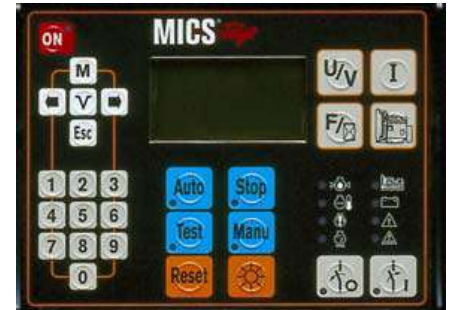 ON
MICS
M
U/V
I
Esc
F/
1 2 3
Auto
Stop
4 5 6
Test
Manu
7 8 9
Reset
0
O
I